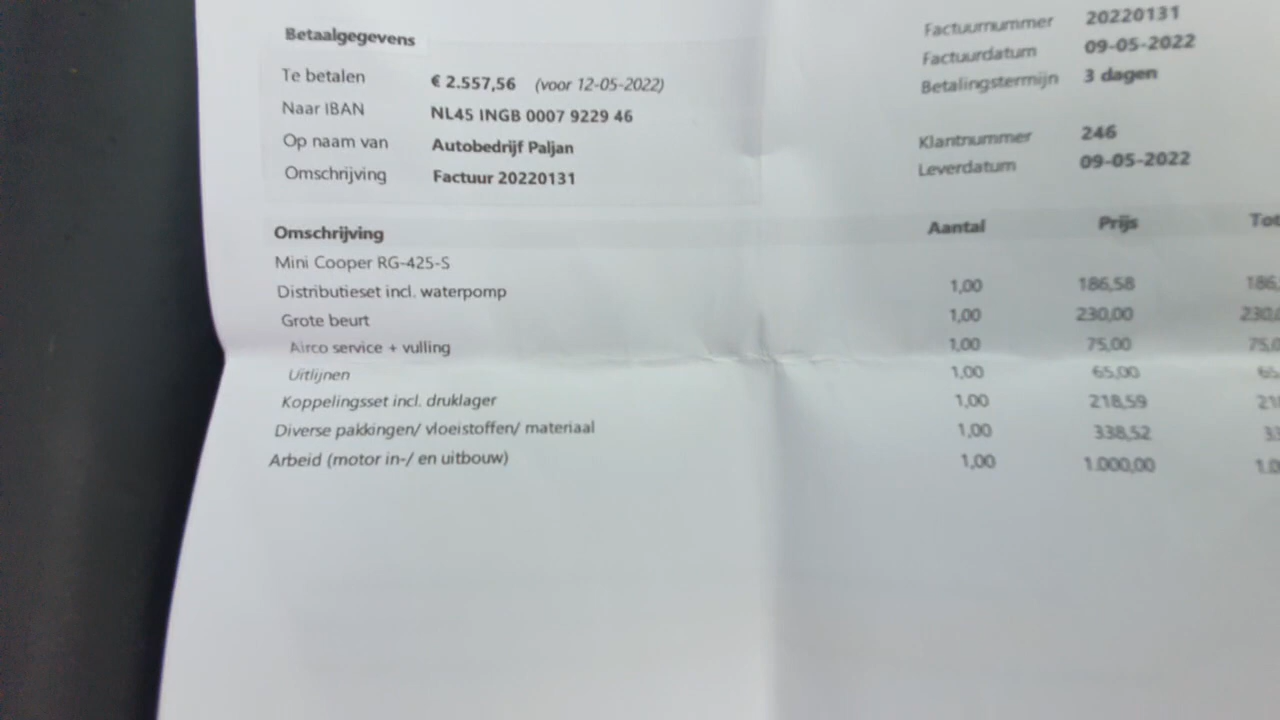 Betaalgegevens
Te betalen € 2.557,56 (voor 12-05-2022)
Naar IBAN NL45 INGB 0007 9229 46
Op naam van Autobedrijf Paljan
Omschrijving Factuur 20220131
Factuurnummer 20220131
Factuurdatum 09-05-2022
Betalingstermijn 3 dagen
Klantnummer 246
Leverdatum 09-05-2022
Omschrijving Aantal Prijs
Mini Cooper RG-425-S
Distributieset incl. waterpomp 1,00 186,58 186,
Grote beurt 1,00 230,00 230,
Airco service + vulling 1,00 75,00 75,
Uitlijnen 1,00 65,00
Koppelingsset incl. druklager 1,00 218,59
Diverse pakkingen/ vloeistoffen/ materiaal 1,00 338,52
Arbeid (motor in-/ en uitbouw) 1,00 1.000,00